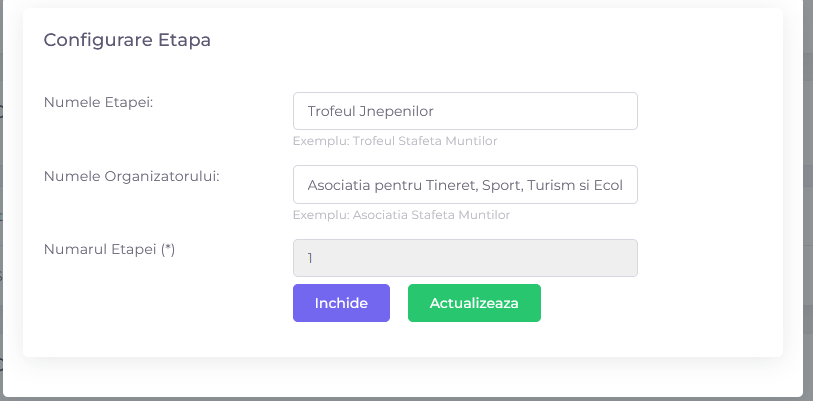 Configurare Etapa
Numele Etapei:
Trofeul Jnepenilor
Exemplu: Trofeul Stafeta Muntilor
Numele Organizatorului:
Asociatia pentru Tineret, Sport, Turism si Ecol
Exemplu: Asociatia Stafeta Muntilor
Numarul Etapei (*)
1
Inchide
Actualizeaza